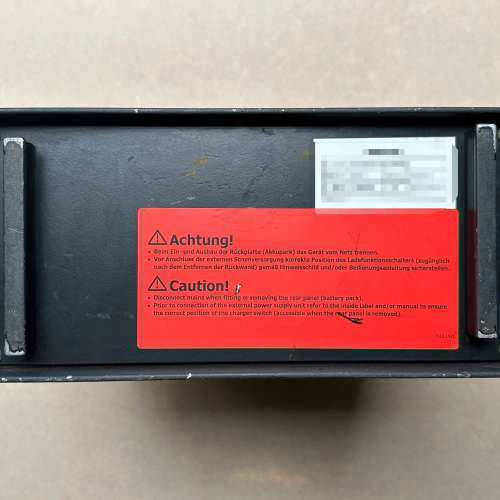 Achtung!
• Beim Ein- und Ausbau der Rückplatte (Akkupack) das Gerät vom Netz trennen.
• Vor Anschluss der externen Stromversorgung korrekte Position des Ladefunktionschalters (zugänglich
nach dem Entfernen der Rückwand) gemäß Hinweisschild und/oder Bedienungsanleitung sicherstellen.
Caution!
• Disconnect mains when fitting or removing the rear panel (battery pack).
• Prior to connection of the external power supply unit refer to the inside label and/or manual to ensure
the correct position of the charger switch (accessible when the rear panel is removed).